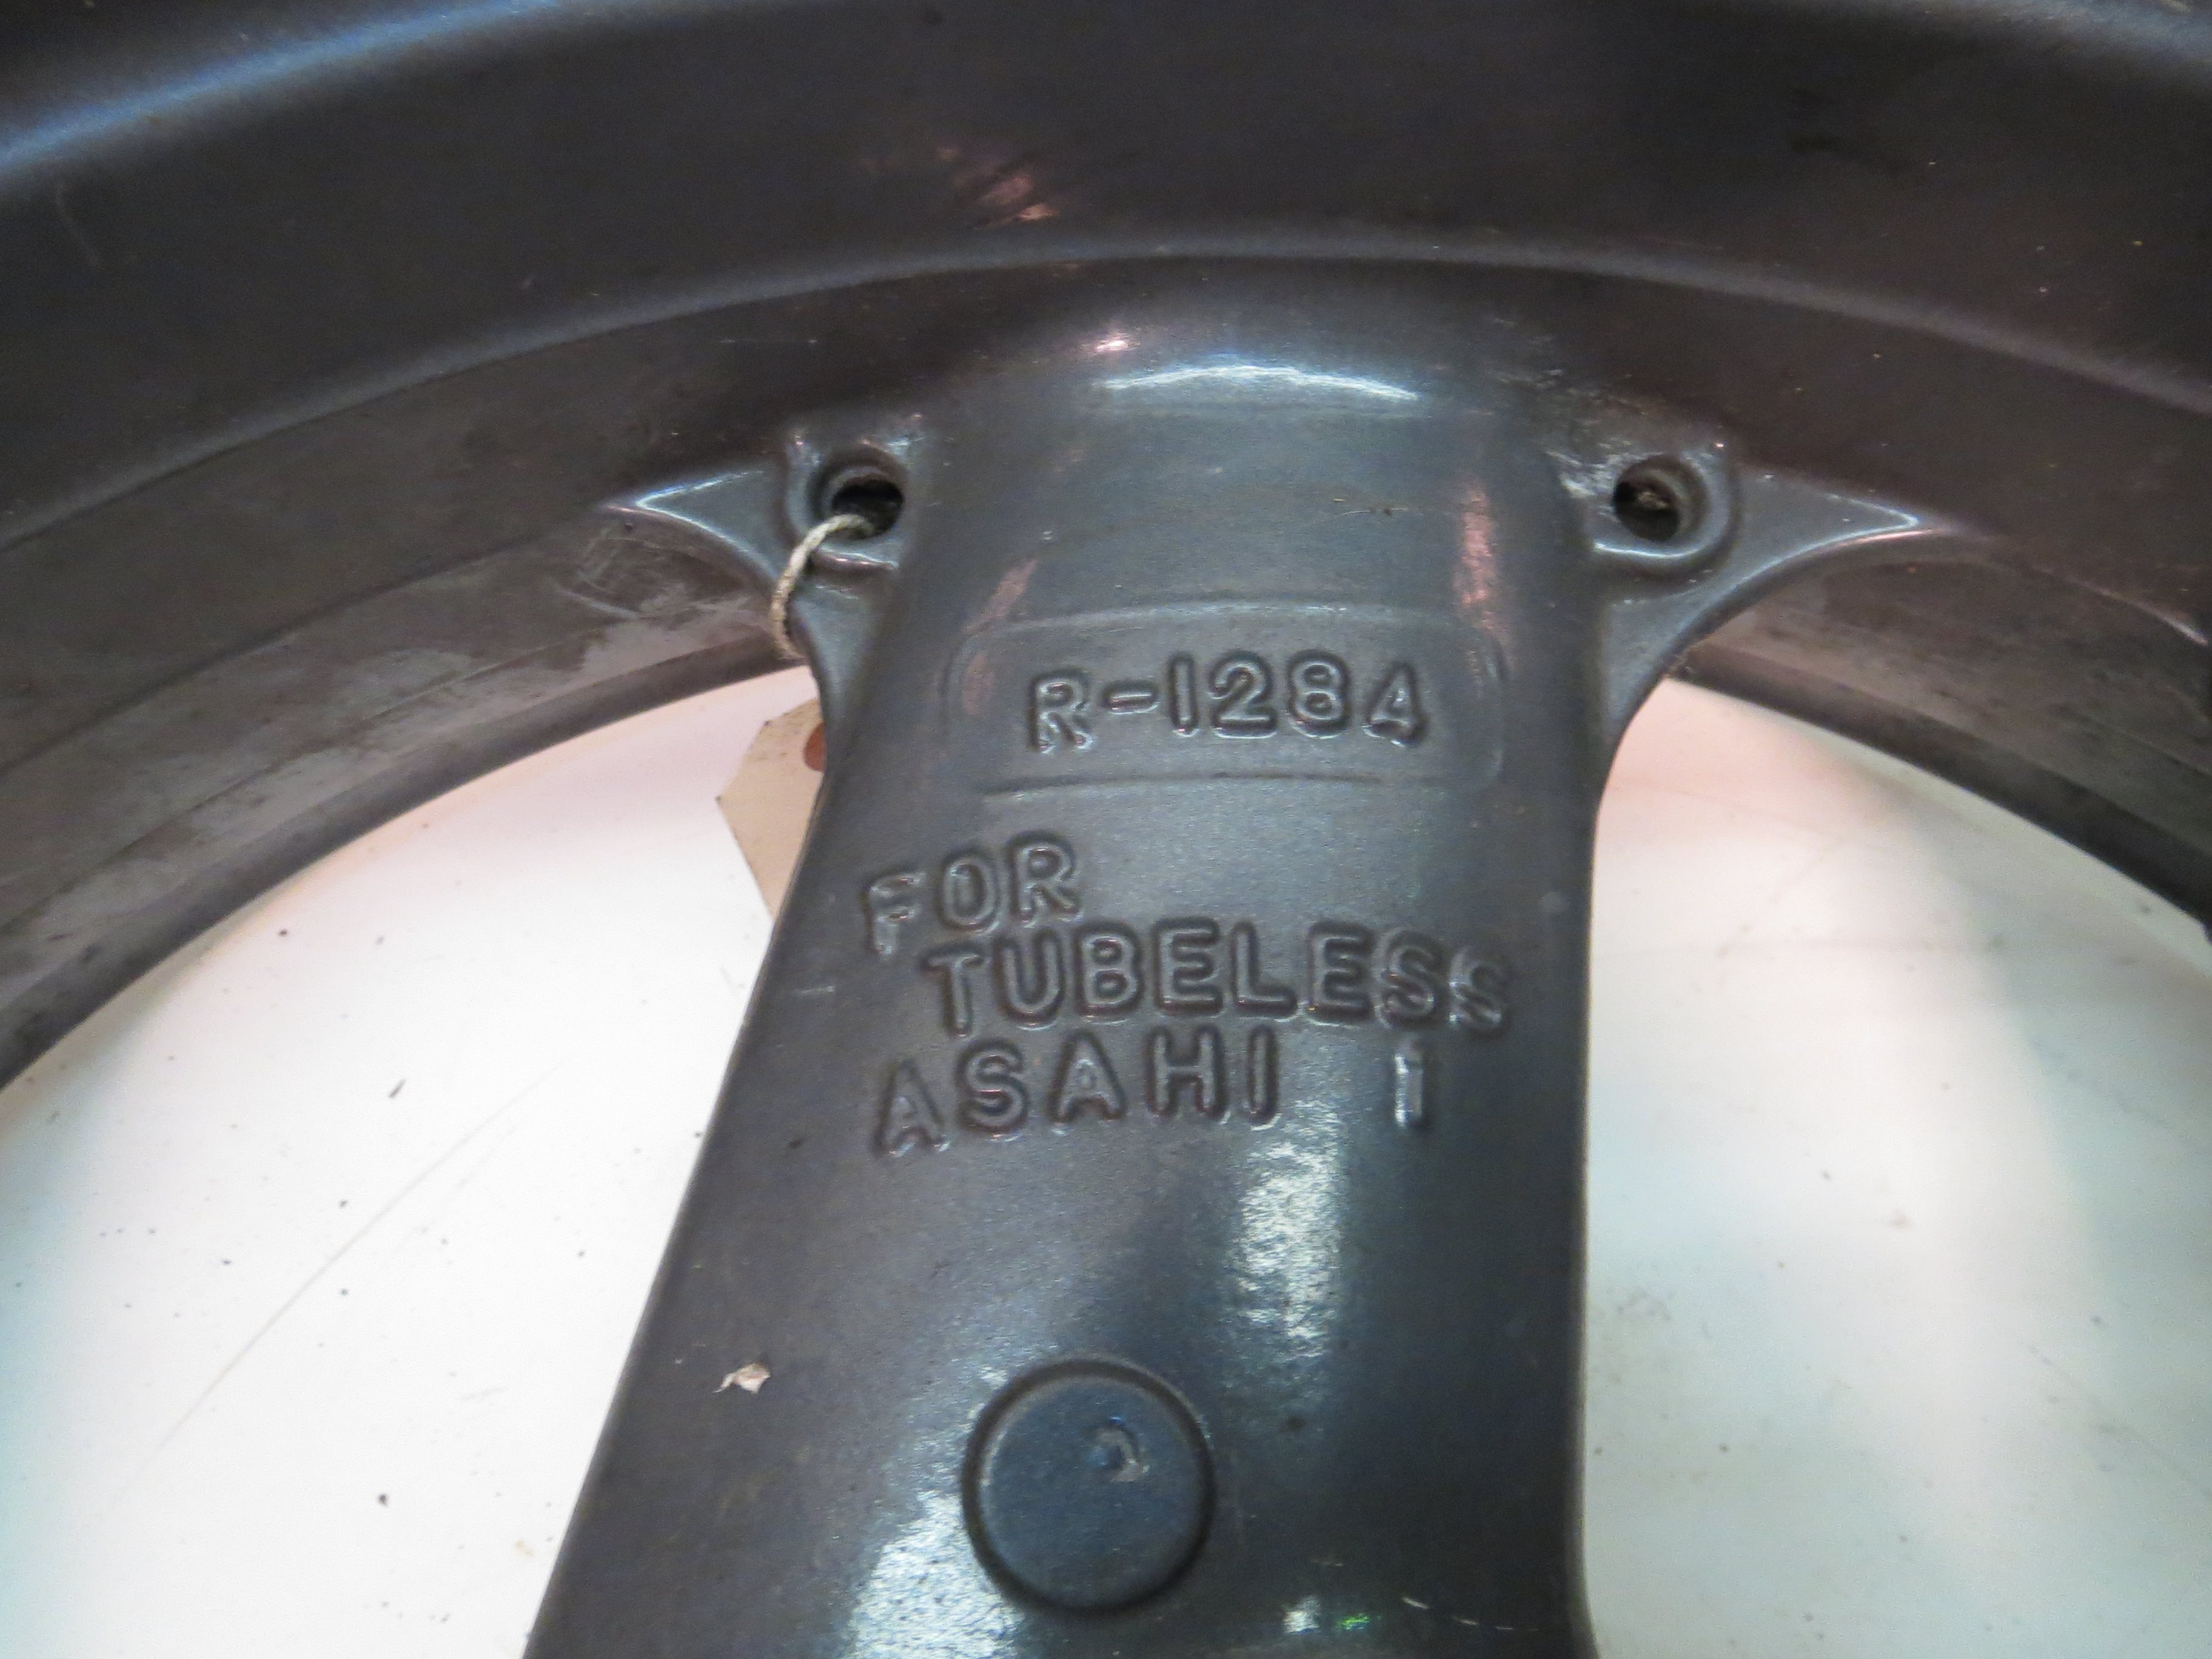 R-1284
FOR
TUBELESS
ASAHI 1